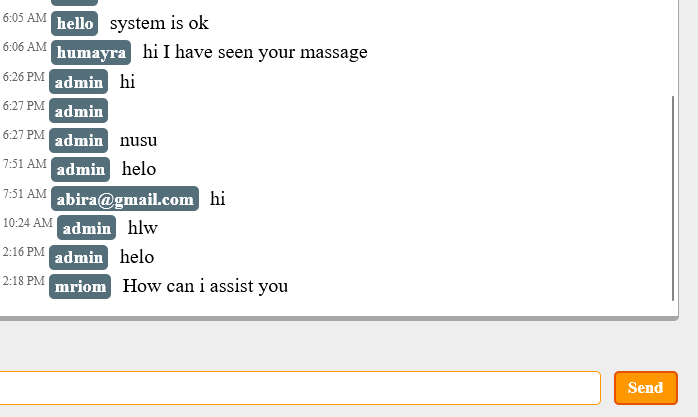 6:05 AM hello system is ok
6:06 AM humayra hi I have seen your massage
6:26 PM admin hi
6:27 PM admin
6:27 PM admin nusu
7:51 AM admin helo
7:51 AM abira@gmail.com hi
10:24 AM admin hlw
2:16 PM admin helo
2:18 PM mriom How can i assist you
Send